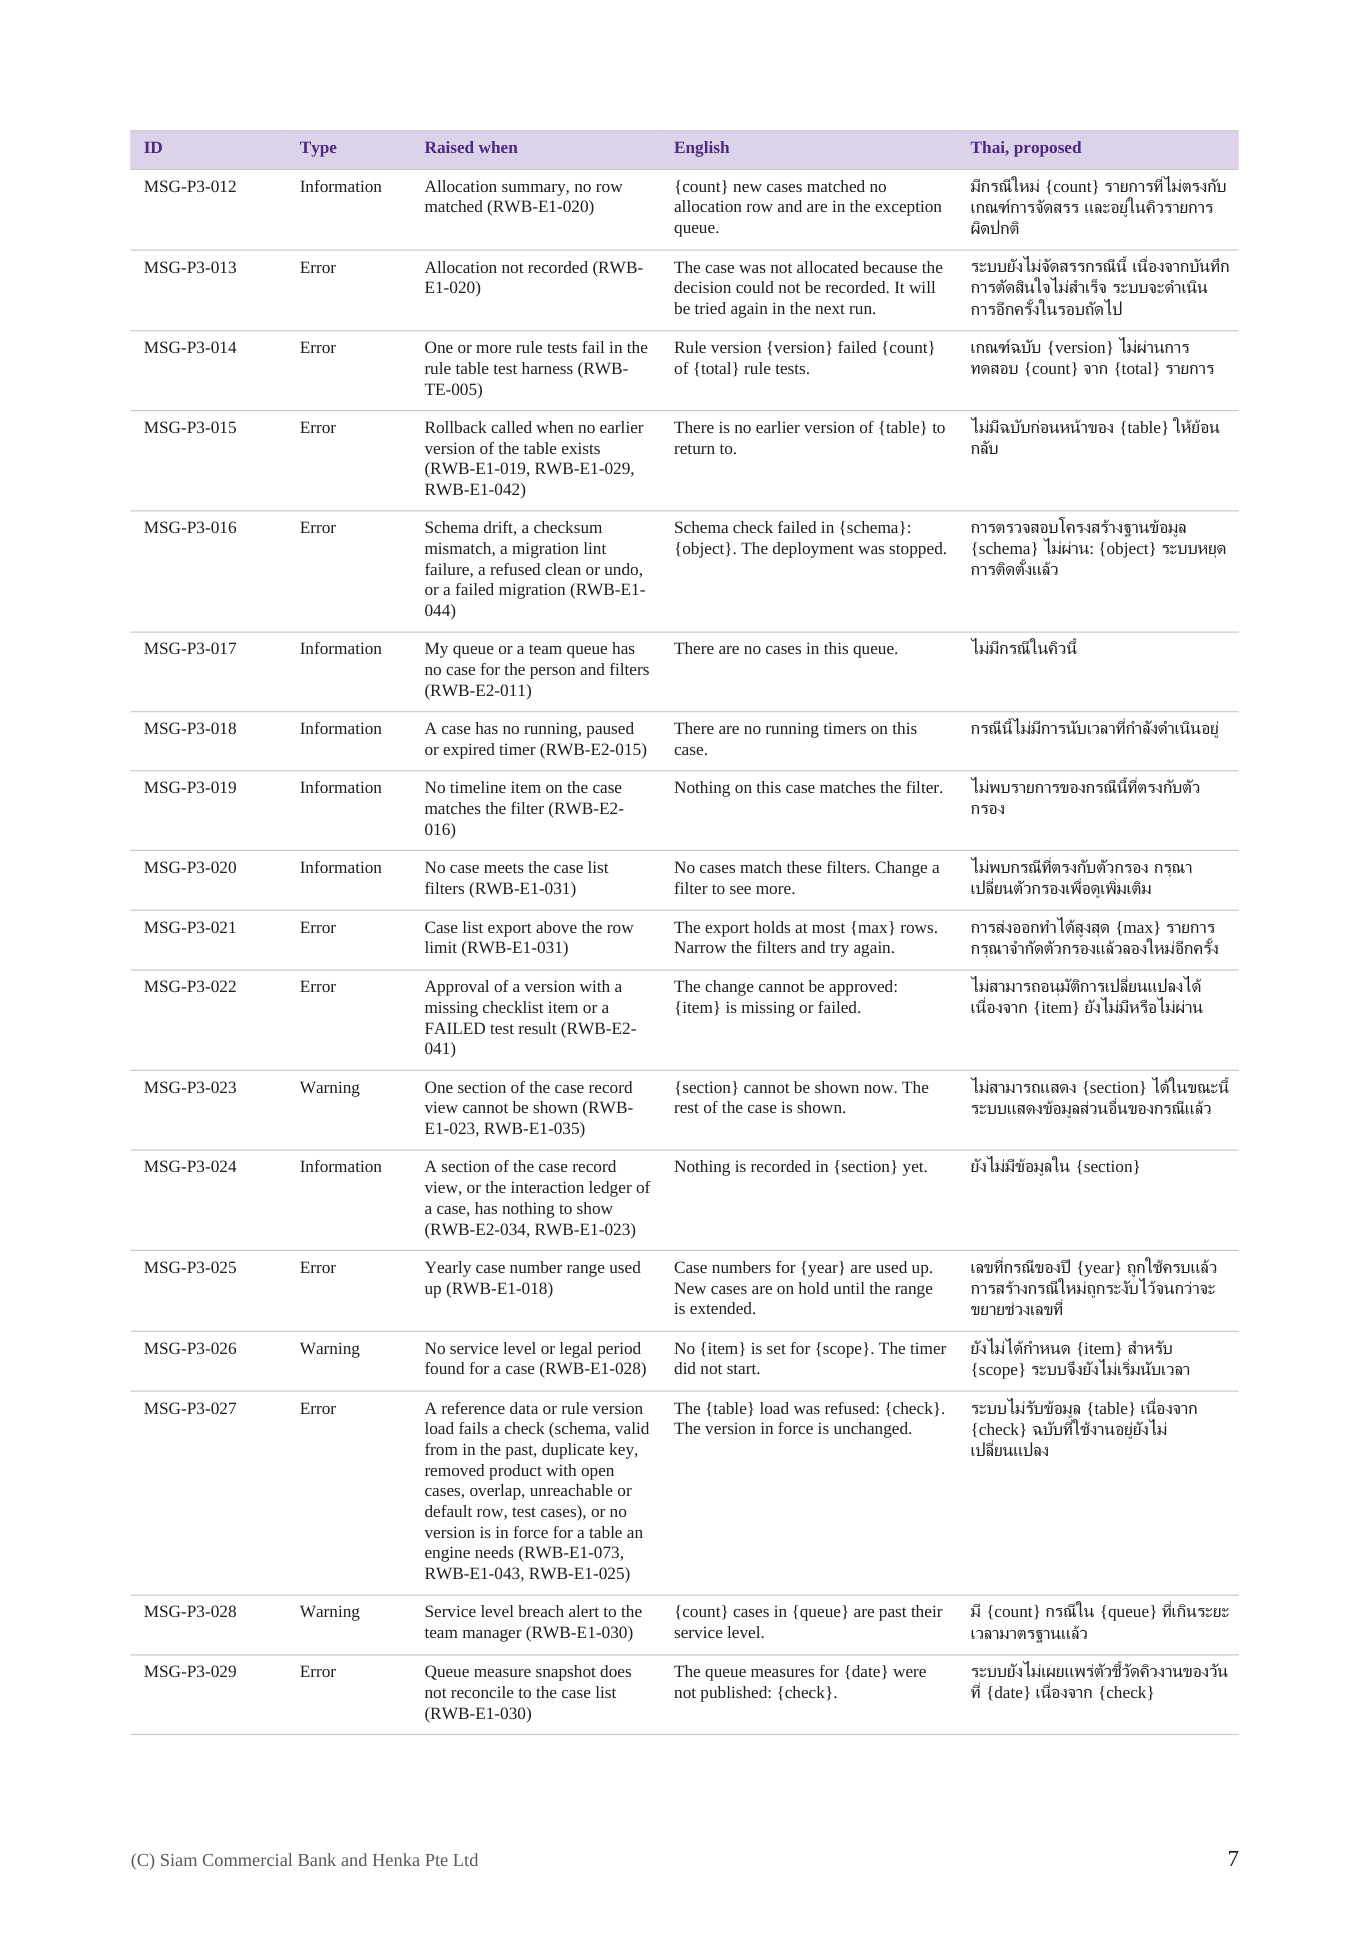 ID Type Raised when English Thai, proposed
MSG-P3-012 Information Allocation summary, no row {count} new cases matched no มีกรณีใหม่ {count} รายการที่ไม่ตรงกับ
matched (RWB-E1-020) allocation row and are in the exception เกณฑ์การจัดสรร และอยู่ในคิวรายการ
queue. ผิดปกติ
MSG-P3-013 Error Allocation not recorded (RWB- The case was not allocated because the ระบบยังไม่จัดสรรกรณีนี้ เนื่องจากบันทึก
E1-020) decision could not be recorded. It will การตัดสินใจไม่สำเร็จ ระบบจะดำเนิน
be tried again in the next run. การอีกครั้งในรอบถัดไป
MSG-P3-014 Error One or more rule tests fail in the Rule version {version} failed {count} เกณฑ์ฉบับ {version} ไม่ผ่านการ
rule table test harness (RWB- of {total} rule tests. ทดสอบ {count} จาก {total} รายการ
TE-005)
MSG-P3-015 Error Rollback called when no earlier There is no earlier version of {table} to ไม่มีฉบับก่อนหน้าของ {table} ให้ย้อน
version of the table exists return to. กลับ
(RWB-E1-019, RWB-E1-029,
RWB-E1-042)
MSG-P3-016 Error Schema drift, a checksum Schema check failed in {schema}: การตรวจสอบโครงสร้างฐานข้อมูล
mismatch, a migration lint {object}. The deployment was stopped. {schema} ไม่ผ่าน: {object} ระบบหยุด
failure, a refused clean or undo, การติดตั้งแล้ว
or a failed migration (RWB-E1-
044)
MSG-P3-017 Information My queue or a team queue has There are no cases in this queue. ไม่มีกรณีในคิวนี้
no case for the person and filters
(RWB-E2-011)
MSG-P3-018 Information A case has no running, paused There are no running timers on this กรณีนี้ไม่มีการนับเวลาที่กำลังดำเนินอยู่
or expired timer (RWB-E2-015) case.
MSG-P3-019 Information No timeline item on the case Nothing on this case matches the filter. ไม่พบรายการของกรณีนี้ที่ตรงกับตัว
matches the filter (RWB-E2- กรอง
016)
MSG-P3-020 Information No case meets the case list No cases match these filters. Change a ไม่พบกรณีที่ตรงกับตัวกรอง กรุณา
filters (RWB-E1-031) filter to see more. เปลี่ยนตัวกรองเพื่อดูเพิ่มเติม
MSG-P3-021 Error Case list export above the row The export holds at most {max} rows. การส่งออกทำได้สูงสุด {max} รายการ
limit (RWB-E1-031) Narrow the filters and try again. กรุณาจำกัดตัวกรองแล้วลองใหม่อีกครั้ง
MSG-P3-022 Error Approval of a version with a The change cannot be approved: ไม่สามารถอนุมัติการเปลี่ยนแปลงได้
missing checklist item or a {item} is missing or failed. เนื่องจาก {item} ยังไม่มีหรือไม่ผ่าน
FAILED test result (RWB-E2-
041)
MSG-P3-023 Warning One section of the case record {section} cannot be shown now. The ไม่สามารถแสดง {section} ได้ในขณะนี้
view cannot be shown (RWB- rest of the case is shown. ระบบแสดงข้อมูลส่วนอื่นของกรณีแล้ว
E1-023, RWB-E1-035)
MSG-P3-024 Information A section of the case record Nothing is recorded in {section} yet. ยังไม่มีข้อมูลใน {section}
view, or the interaction ledger of
a case, has nothing to show
(RWB-E2-034, RWB-E1-023)
MSG-P3-025 Error Yearly case number range used Case numbers for {year} are used up. เลขที่กรณีของปี {year} ถูกใช้ครบแล้ว
up (RWB-E1-018) New cases are on hold until the range การสร้างกรณีใหม่ถูกระงับไว้จนกว่าจะ
is extended. ขยายช่วงเลขที่
MSG-P3-026 Warning No service level or legal period No {item} is set for {scope}. The timer ยังไม่ได้กำหนด {item} สำหรับ
found for a case (RWB-E1-028) did not start. {scope} ระบบจึงยังไม่เริ่มนับเวลา
MSG-P3-027 Error A reference data or rule version The {table} load was refused: {check}. ระบบไม่รับข้อมูล {table} เนื่องจาก
load fails a check (schema, valid The version in force is unchanged. {check} ฉบับที่ใช้งานอยู่ยังไม่
from in the past, duplicate key, เปลี่ยนแปลง
removed product with open
cases, overlap, unreachable or
default row, test cases), or no
version is in force for a table an
engine needs (RWB-E1-073,
RWB-E1-043, RWB-E1-025)
MSG-P3-028 Warning Service level breach alert to the {count} cases in {queue} are past their มี {count} กรณีใน {queue} ที่เกินระยะ
team manager (RWB-E1-030) service level. เวลามาตรฐานแล้ว
MSG-P3-029 Error Queue measure snapshot does The queue measures for {date} were ระบบยังไม่เผยแพร่ตัวชี้วัดคิวงานของวัน
not reconcile to the case list not published: {check}. ที่ {date} เนื่องจาก {check}
(RWB-E1-030)
(C) Siam Commercial Bank and Henka Pte Ltd 7